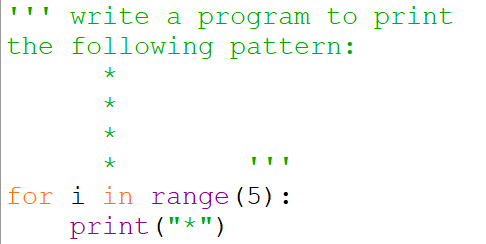 ''' write a program to print
the following pattern:
*
*
*
* '''
for i in range(5):
    print("*")